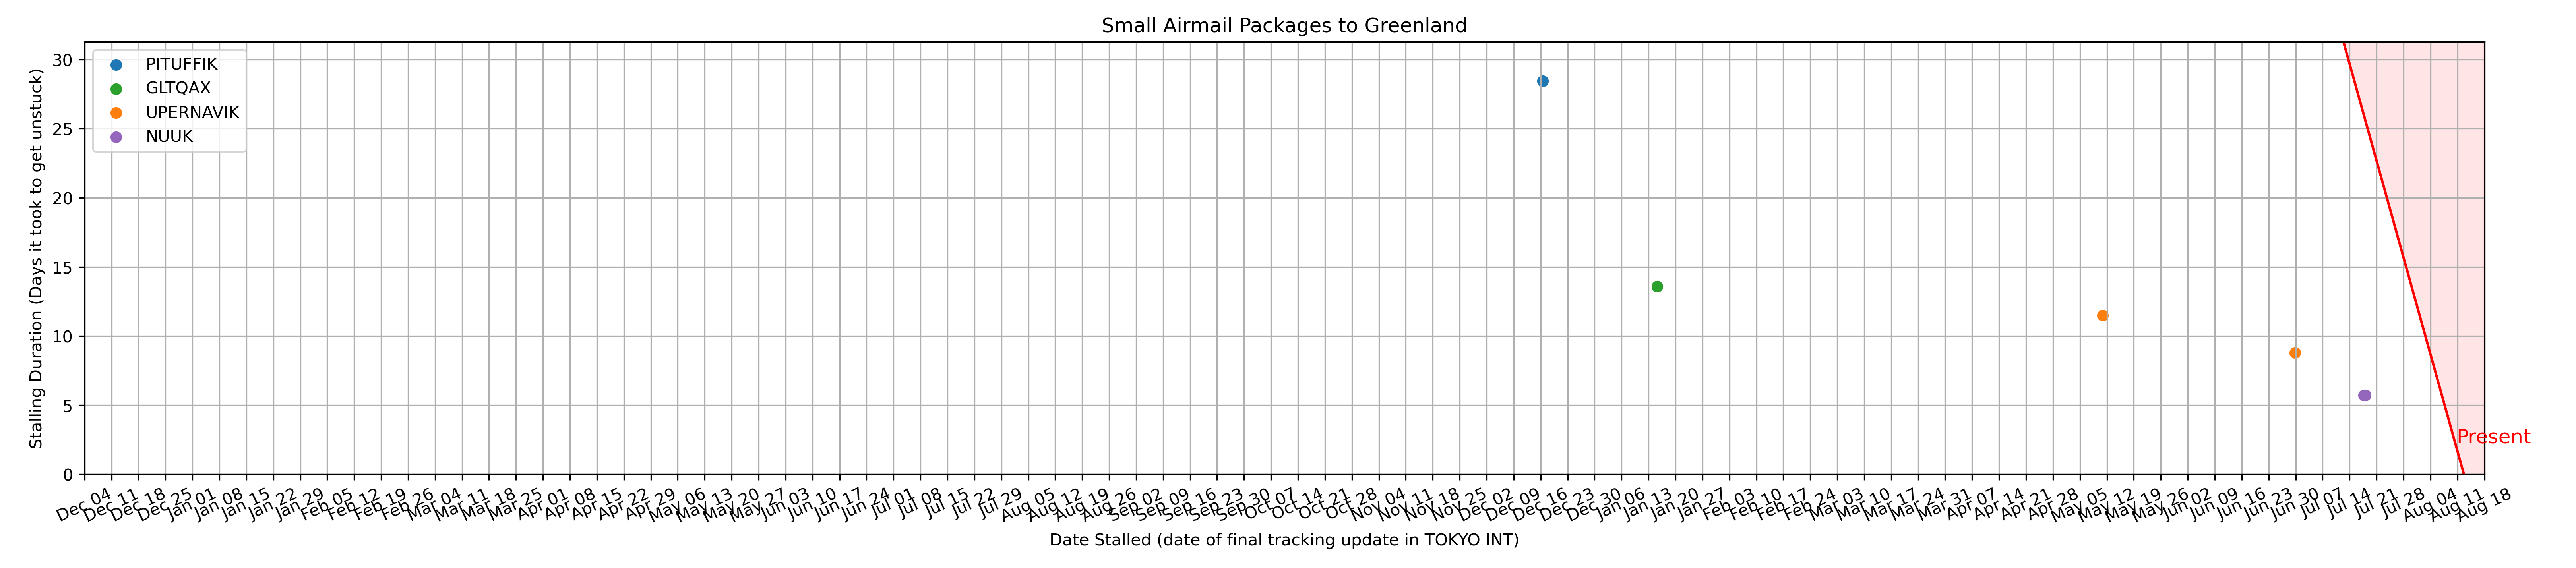 Small Airmail Packages to Greenland
PITUFFIK
GLTQAX
UPERNAVIK
NUUK
Stalling Duration (Days it took to get unstuck)
30
25
20
15
10
5
0
Present
Dec 04
Dec 11
Dec 18
Dec 25
Jan 01
Jan 08
Jan 15
Jan 22
Jan 29
Feb 05
Feb 12
Feb 19
Feb 26
Mar 04
Mar 11
Mar 18
Mar 25
Apr 01
Apr 08
Apr 15
Apr 22
Apr 29
May 06
May 13
May 20
May 27
Jun 03
Jun 10
Jun 17
Jun 24
Jul 01
Jul 08
Jul 15
Jul 22
Jul 29
Aug 05
Aug 12
Aug 19
Aug 26
Sep 02
Sep 09
Sep 16
Sep 23
Sep 30
Oct 07
Oct 14
Oct 21
Oct 28
Nov 04
Nov 11
Nov 18
Nov 25
Dec 02
Dec 09
Dec 16
Dec 23
Dec 30
Jan 06
Jan 13
Jan 20
Jan 27
Feb 03
Feb 10
Feb 17
Feb 24
Mar 03
Mar 10
Mar 17
Mar 24
Mar 31
Apr 07
Apr 14
Apr 21
Apr 28
May 05
May 12
May 19
May 26
Jun 02
Jun 09
Jun 16
Jun 23
Jun 30
Jul 07
Jul 14
Jul 21
Jul 28
Aug 04
Aug 11
Aug 18
Date Stalled (date of final tracking update in TOKYO INT)